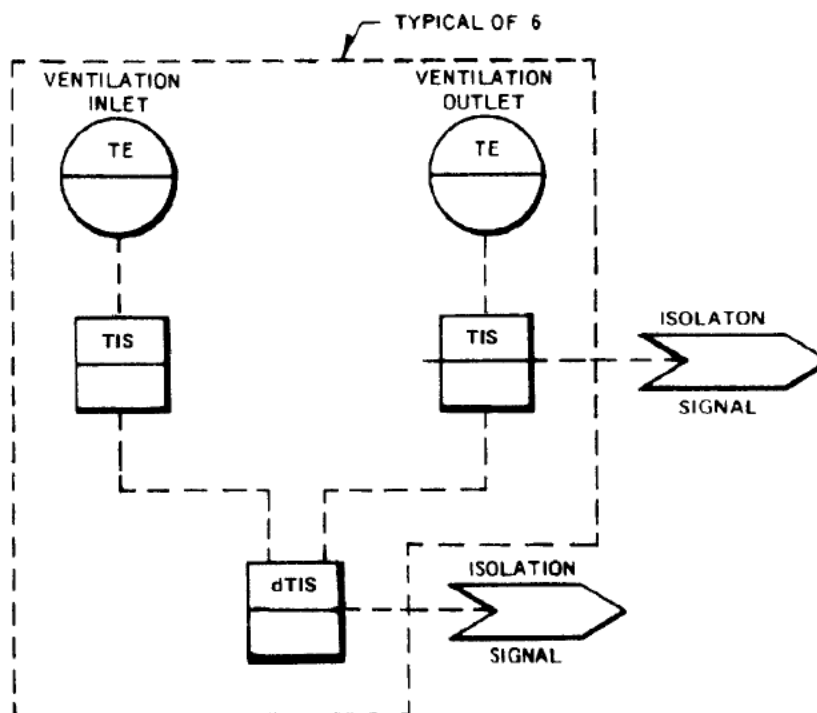 TYPICAL OF 6
VENTILATION
INLET
VENTILATION
OUTLET
TE
TE
TIS
TIS
ISOLATON
SIGNAL
dTIS
ISOLATION
SIGNAL